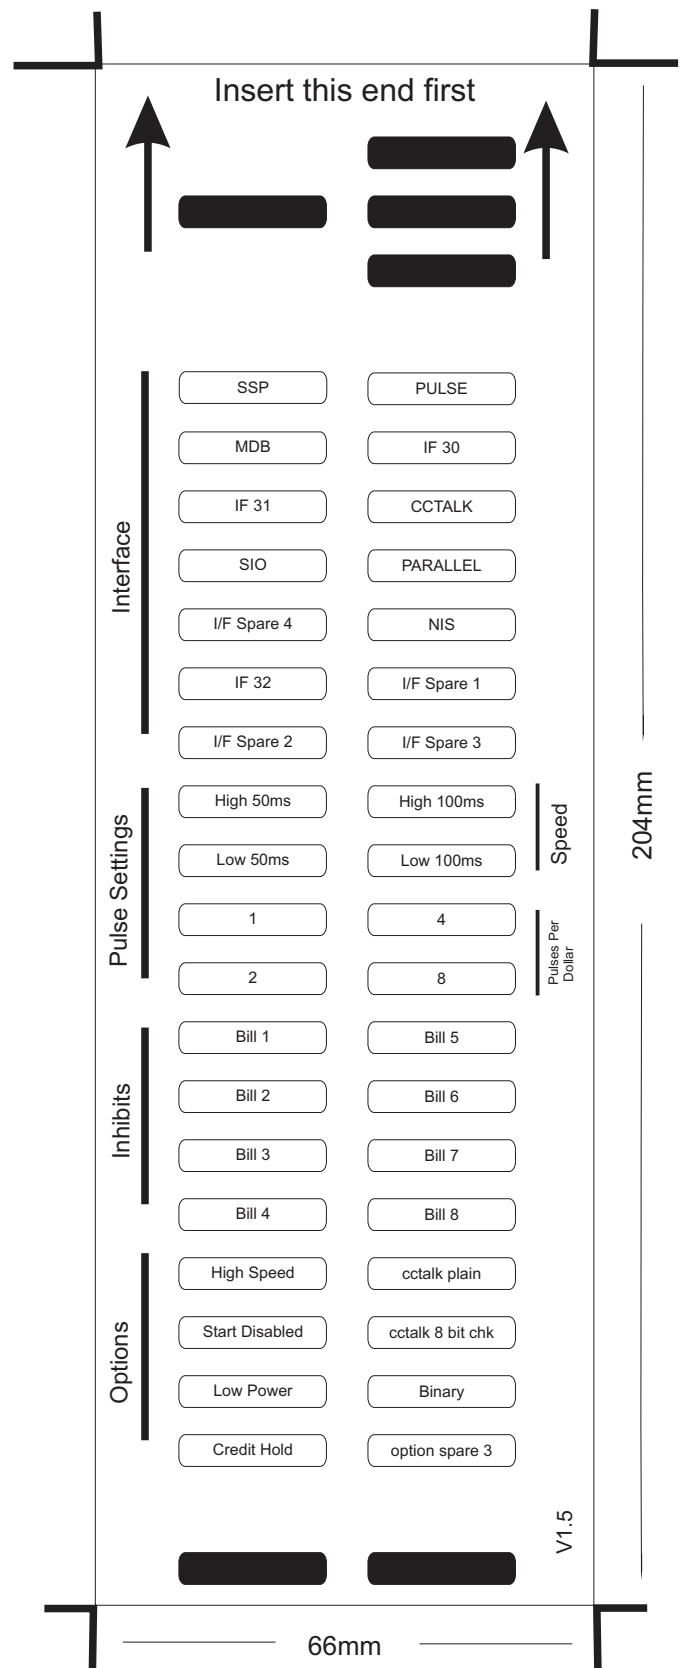 Insert this end first
Interface
SSP
PULSE
MDB
IF 30
IF 31
CCTALK
SIO
PARALLEL
I/F Spare 4
NIS
IF 32
I/F Spare 1
I/F Spare 2
I/F Spare 3
Pulse Settings
High 50ms
High 100ms
Speed
Low 50ms
Low 100ms
1
4
Pulses Per
Dollar
2
8
204mm
Inhibits
Bill 1
Bill 5
Bill 2
Bill 6
Bill 3
Bill 7
Bill 4
Bill 8
Options
High Speed
cctalk plain
Start Disabled
cctalk 8 bit chk
Low Power
Binary
Credit Hold
option spare 3
V1.5
66mm